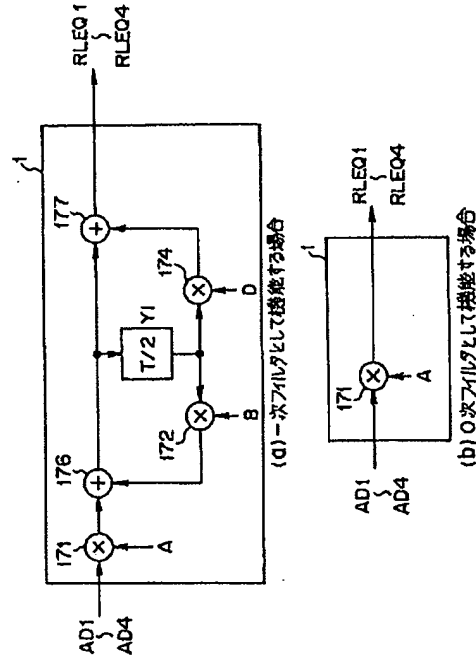 1
AD1
〜
AD4
171
A
176
T/2
Y1
172
B
174
D
177
RLEQ1
〜
RLEQ4
(a) 一次フィルタとして機能する場合
1
AD1
〜
AD4
171
A
RLEQ1
〜
RLEQ4
(b) 0次フィルタとして機能する場合